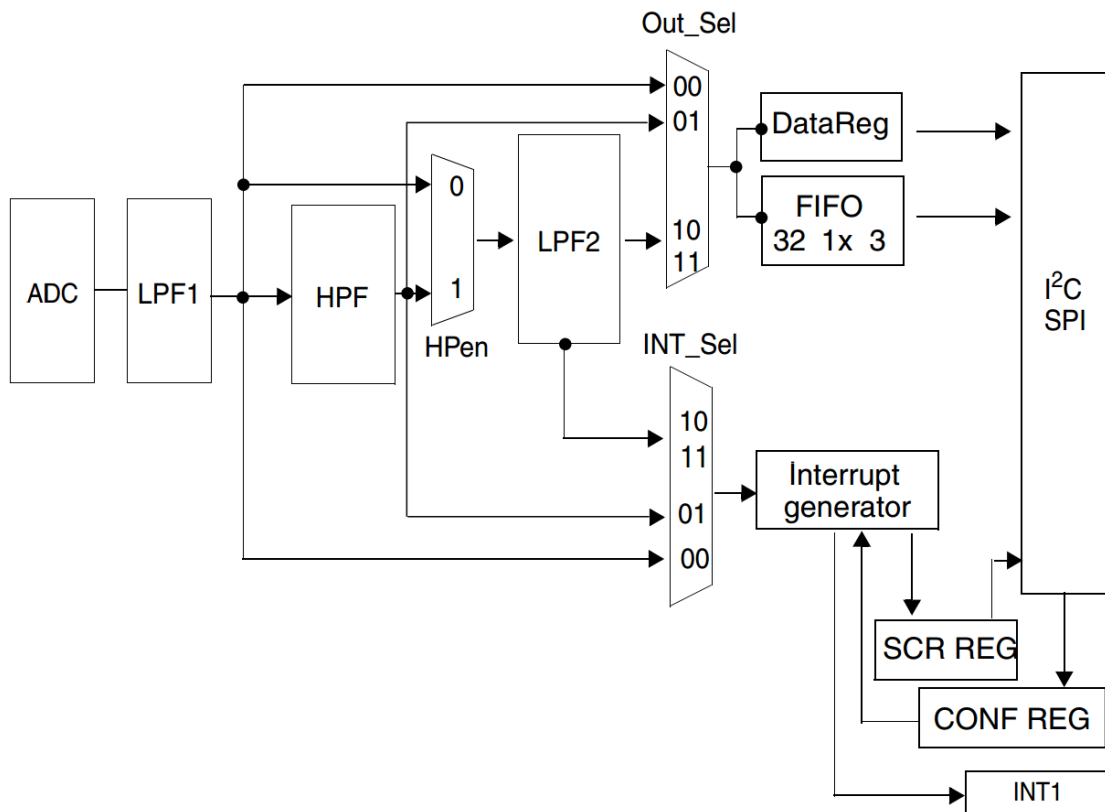 Out_Sel
00
01
10
11
DataReg
FIFO
32 1x 3
ADC
LPF1
HPF
0
1
HPen
LPF2
I²C
SPI
INT_Sel
10
11
01
00
Interrupt
generator
SCR REG
CONF REG
INT1